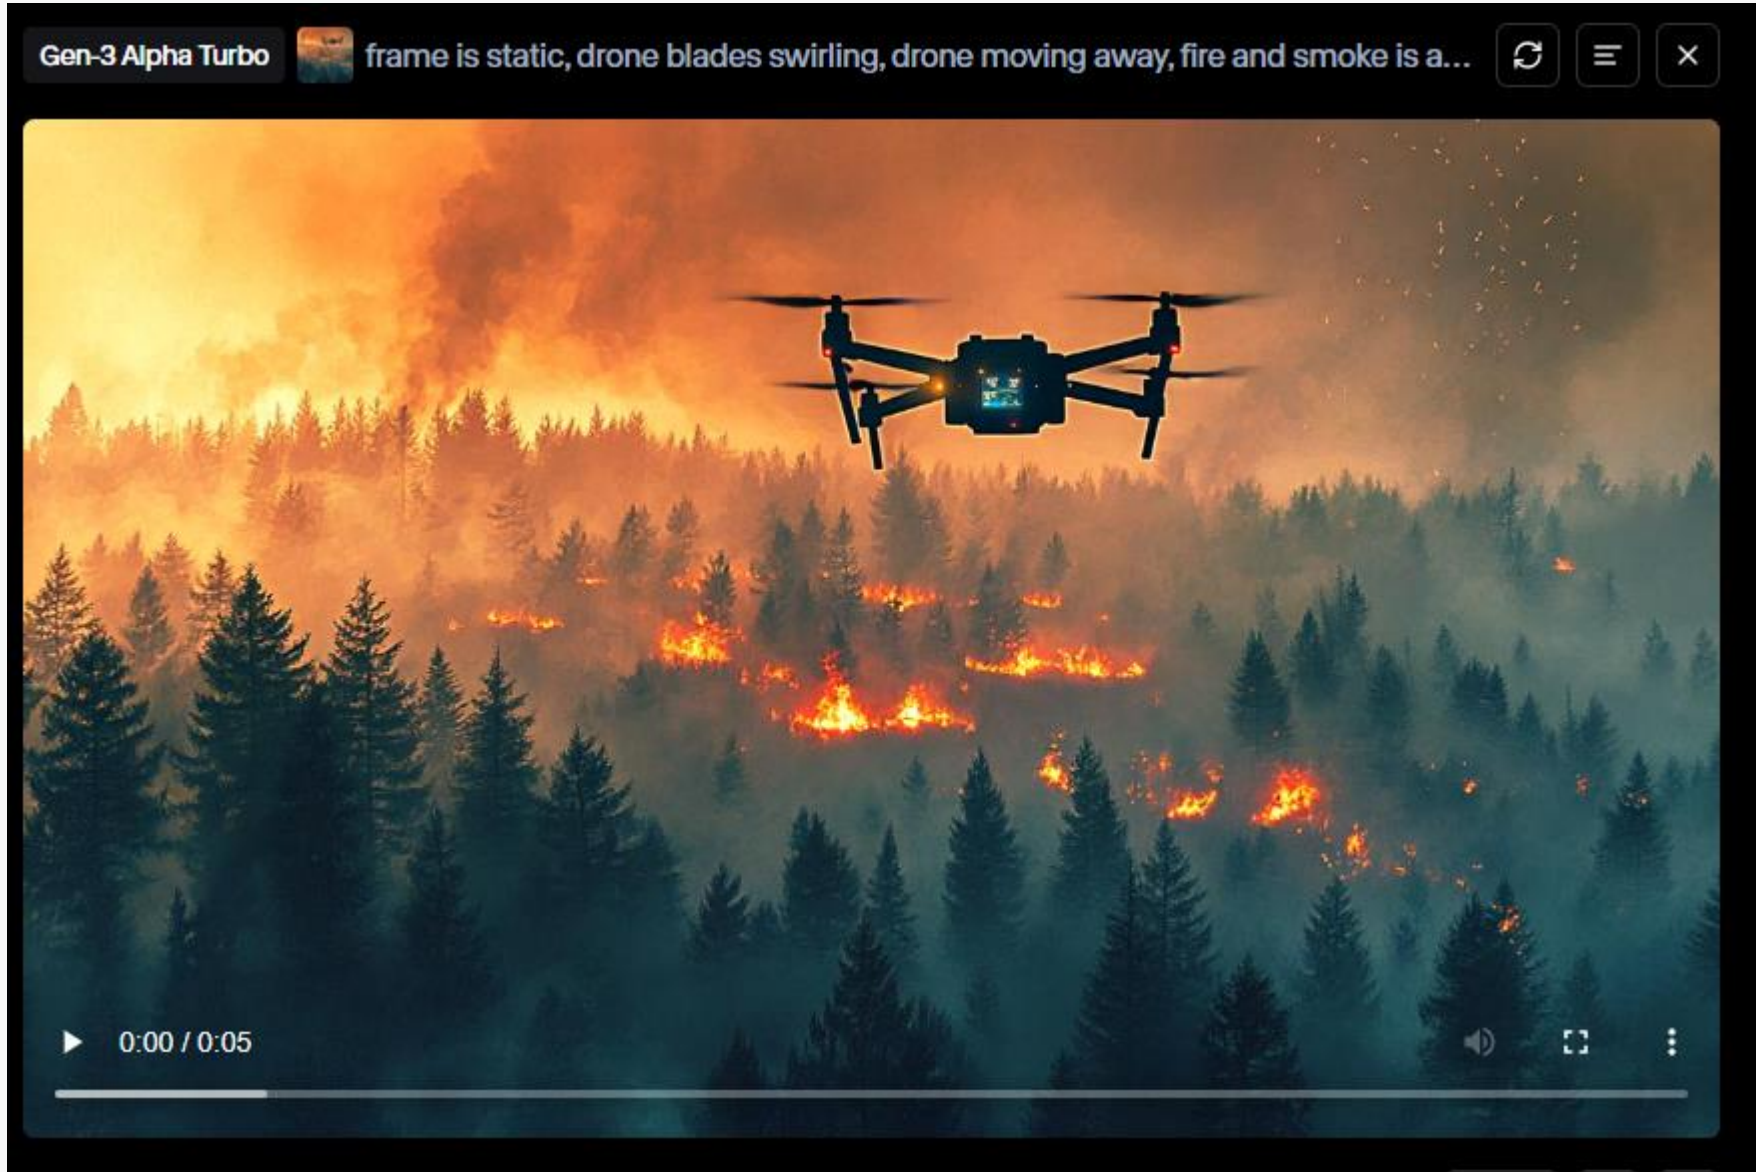 Gen-3 Alpha Turbo
frame is static, drone blades swirling, drone moving away, fire and smoke is a...
0:00 / 0:05